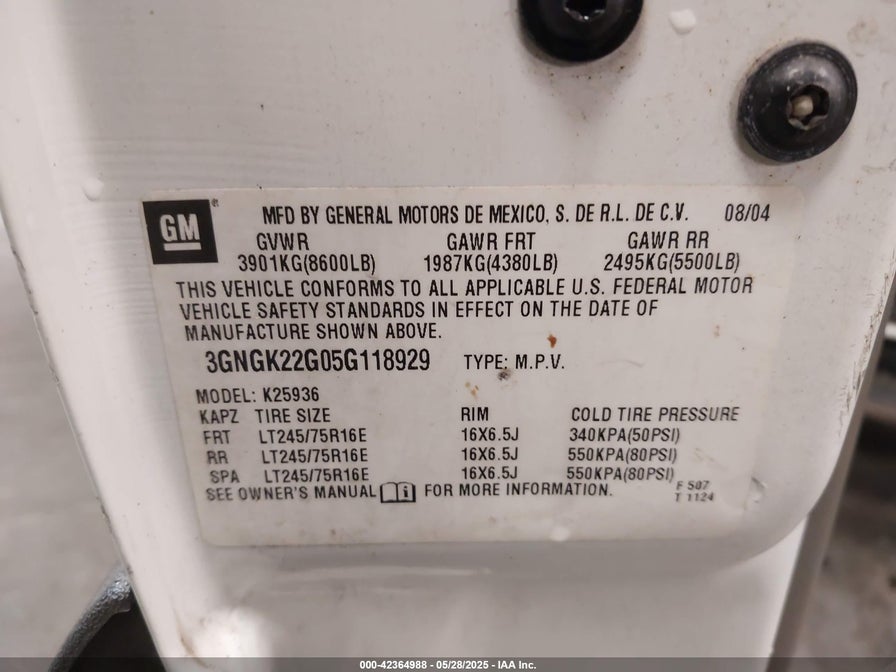 GM ®
MFD BY GENERAL MOTORS DE MEXICO, S. DE R.L. DE C.V. 08/04
GVWR GAWR FRT GAWR RR
3901KG(8600LB) 1987KG(4380LB) 2495KG(5500LB)
THIS VEHICLE CONFORMS TO ALL APPLICABLE U.S. FEDERAL MOTOR
VEHICLE SAFETY STANDARDS IN EFFECT ON THE DATE OF
MANUFACTURE SHOWN ABOVE.
3GNGK22G05G118929 TYPE: M.P.V.
MODEL: K25936
KAPZ TIRE SIZE RIM COLD TIRE PRESSURE
FRT LT245/75R16E 16X6.5J 340KPA(50PSI)
RR LT245/75R16E 16X6.5J 550KPA(80PSI)
SPA LT245/75R16E 16X6.5J 550KPA(80PSI)
SEE OWNER'S MANUAL i FOR MORE INFORMATION.
F 507
T 1124
000-42364988 - 05/28/2025 - IAA Inc.